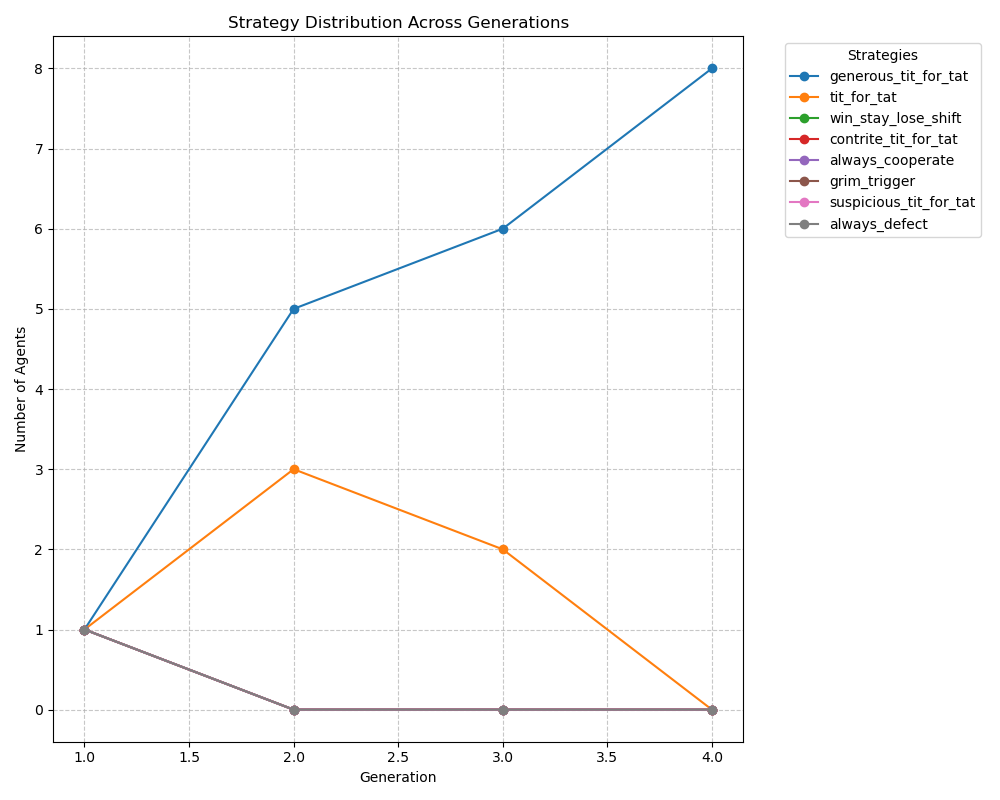 Strategy Distribution Across Generations
Number of Agents
8
7
6
5
4
3
2
1
0
1.0 1.5 2.0 2.5 3.0 3.5 4.0
Generation
Strategies
generous_tit_for_tat
tit_for_tat
win_stay_lose_shift
contrite_tit_for_tat
always_cooperate
grim_trigger
suspicious_tit_for_tat
always_defect